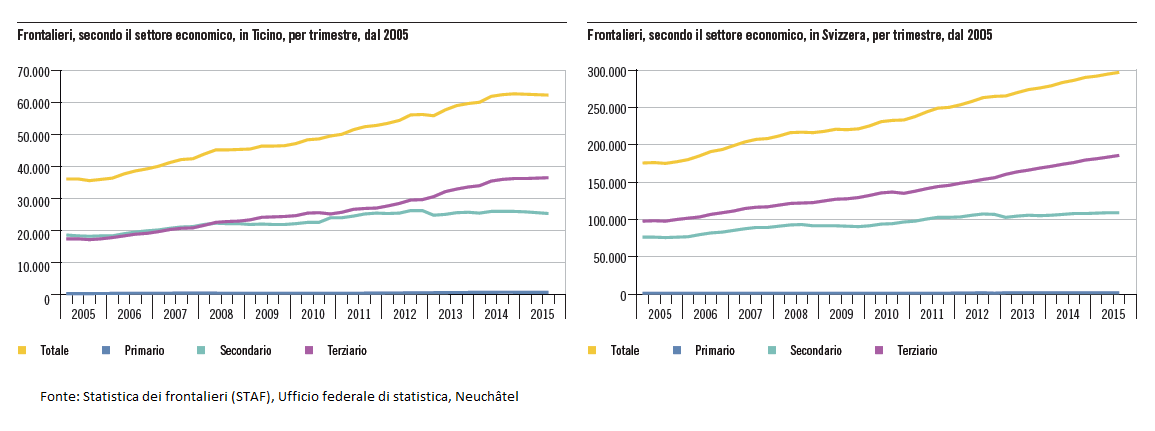 Frontalieri, secondo il settore economico, in Ticino, per trimestre, dal 2005
70.000
60.000
50.000
40.000
30.000
20.000
10.000
0
2005 2006 2007 2008 2009 2010 2011 2012 2013 2014 2015
Totale Primario Secondario Terziario
Frontalieri, secondo il settore economico, in Svizzera, per trimestre, dal 2005
300.000
250.000
200.000
150.000
100.000
50.000
0
2005 2006 2007 2008 2009 2010 2011 2012 2013 2014 2015
Totale Primario Secondario Terziario
Fonte: Statistica dei frontalieri (STAF), Ufficio federale di statistica, Neuchâtel